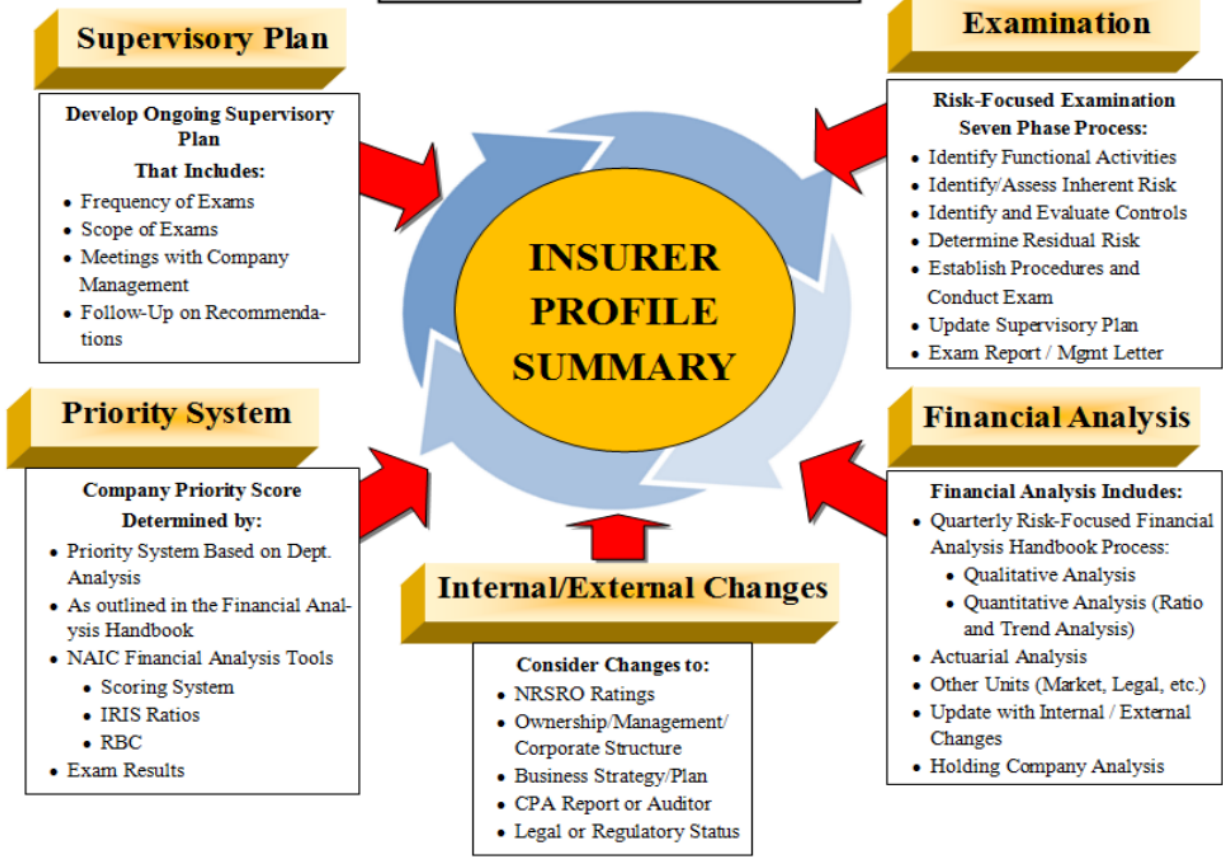 Supervisory Plan
Develop Ongoing Supervisory
Plan
That Includes:
• Frequency of Exams
• Scope of Exams
• Meetings with Company
Management
• Follow-Up on Recommenda-
tions
Examination
Risk-Focused Examination
Seven Phase Process:
• Identify Functional Activities
• Identify/Assess Inherent Risk
• Identify and Evaluate Controls
• Determine Residual Risk
• Establish Procedures and
Conduct Exam
• Update Supervisory Plan
• Exam Report / Mgmt Letter
INSURER
PROFILE
SUMMARY
Priority System
Company Priority Score
Determined by:
• Priority System Based on Dept.
Analysis
• As outlined in the Financial Anal-
ysis Handbook
• NAIC Financial Analysis Tools
• Scoring System
• IRIS Ratios
• RBC
• Exam Results
Internal/External Changes
Consider Changes to:
• NRSRO Ratings
• Ownership/Management/
Corporate Structure
• Business Strategy/Plan
• CPA Report or Auditor
• Legal or Regulatory Status
Financial Analysis
Financial Analysis Includes:
• Quarterly Risk-Focused Financial
Analysis Handbook Process:
• Qualitative Analysis
• Quantitative Analysis (Ratio
and Trend Analysis)
• Actuarial Analysis
• Other Units (Market, Legal, etc.)
• Update with Internal / External
Changes
• Holding Company Analysis